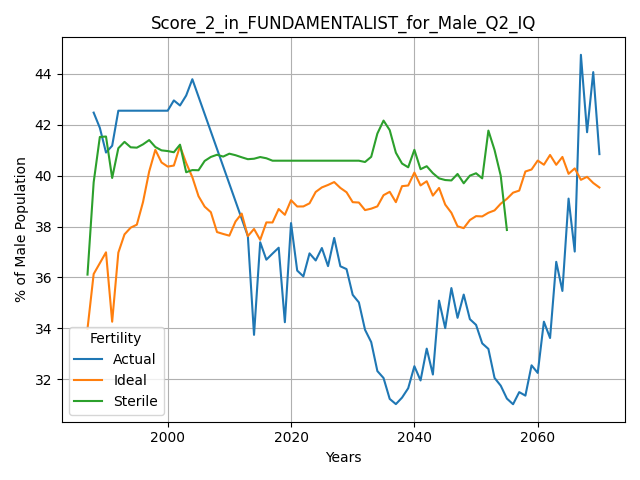 Score_2_in_FUNDAMENTALIST_for_Male_Q2_IQ
44
42
40
38
36
34
32
% of Male Population
Fertility
Actual
Ideal
Sterile
2000 2020 2040 2060
Years